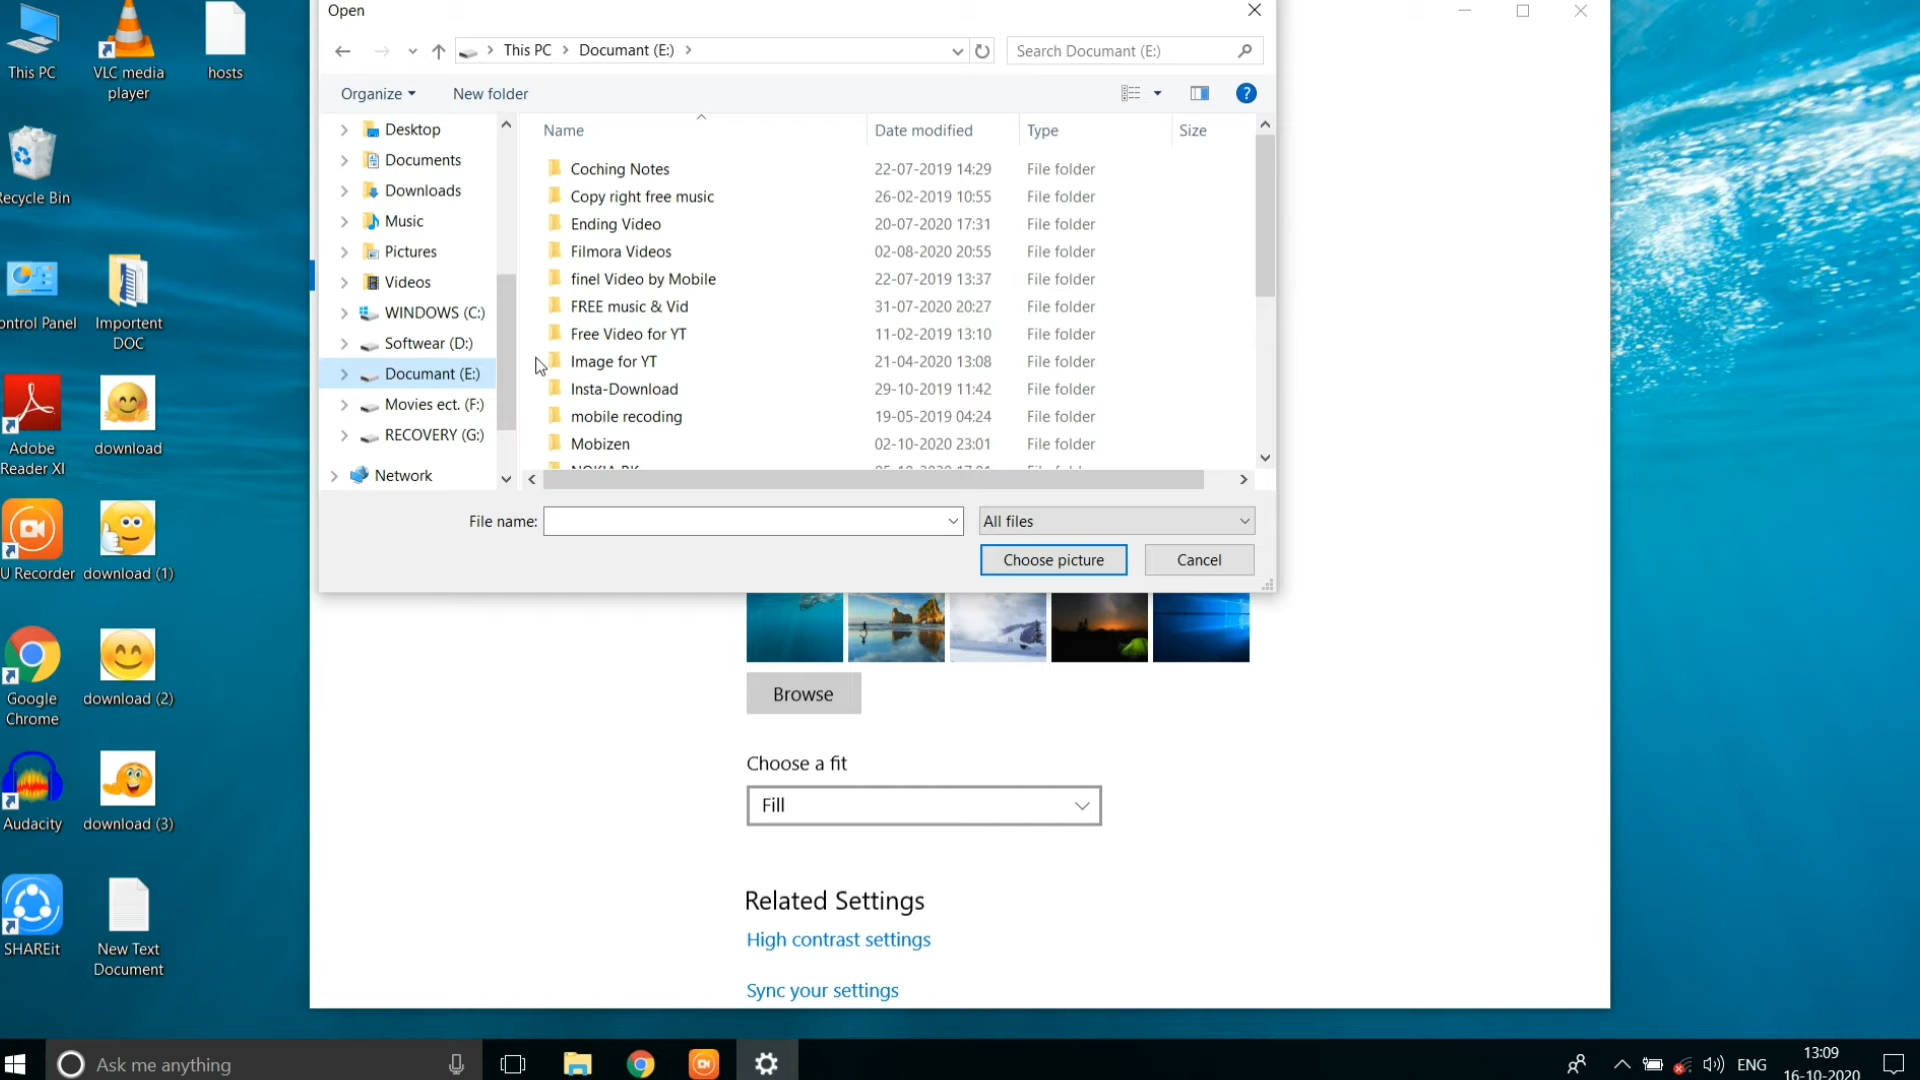 Open
This PC
Documant (E:)
Search Documant (E:)
Organize
New folder
?
Desktop
Documents
Downloads
Music
Pictures
Videos
WINDOWS (C:)
Softwear (D:)
Documant (E:)
Movies ect. (F:)
RECOVERY (G:)
Network
Name Date modified Type Size
Coching Notes 22-07-2019 14:29 File folder
Copy right free music 26-02-2019 10:55 File folder
Ending Video 20-07-2020 17:31 File folder
Filmora Videos 02-08-2020 20:55 File folder
finel Video by Mobile 22-07-2019 13:37 File folder
FREE music & Vid 31-07-2020 20:27 File folder
Free Video for YT 11-02-2019 13:10 File folder
Image for YT 21-04-2020 13:08 File folder
Insta-Download 29-10-2019 11:42 File folder
mobile recoding 19-05-2019 04:24 File folder
Mobizen 02-10-2020 23:01 File folder
File name:
All files
Choose picture
Cancel
Browse
Choose a fit
Fill
Related Settings
High contrast settings
Sync your settings
This PC
VLC media
player
hosts
ecycle Bin
ontrol Panel
Importent
DOC
Adobe
Reader XI
download
U Recorder
download (1)
Google
Chrome
download (2)
Audacity
download (3)
SHAREit
New Text
Document
Ask me anything
ENG
13:09
16-10-2020